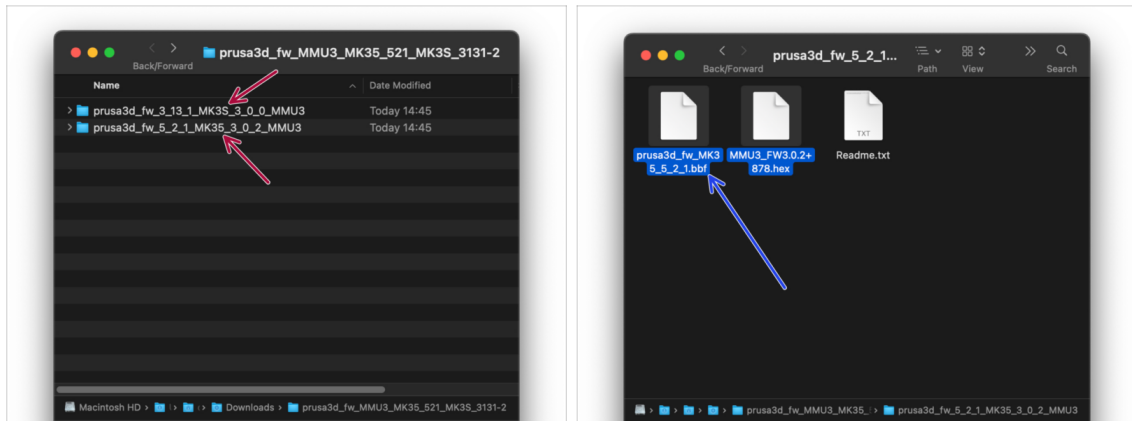 prusa3d_fw_MMU3_MK35_521_MK3S_3131-2
Back/Forward
Name
Date Modified
prusa3d_fw_3_13_1_MK3S_3_0_0_MMU3
Today 14:45
prusa3d_fw_5_2_1_MK35_3_0_2_MMU3
Today 14:45
Macintosh HD
Downloads
prusa3d_fw_MMU3_MK35_521_MK3S_3131-2
prusa3d_fw_5_2_1...
Back/Forward
Path
View
Search
prusa3d_fw_MK3
5_5_2_1.bbf
MMU3_FW3.0.2+
878.hex
TXT
Readme.txt
prusa3d_fw_MMU3_MK35_
prusa3d_fw_5_2_1_MK35_3_0_2_MMU3